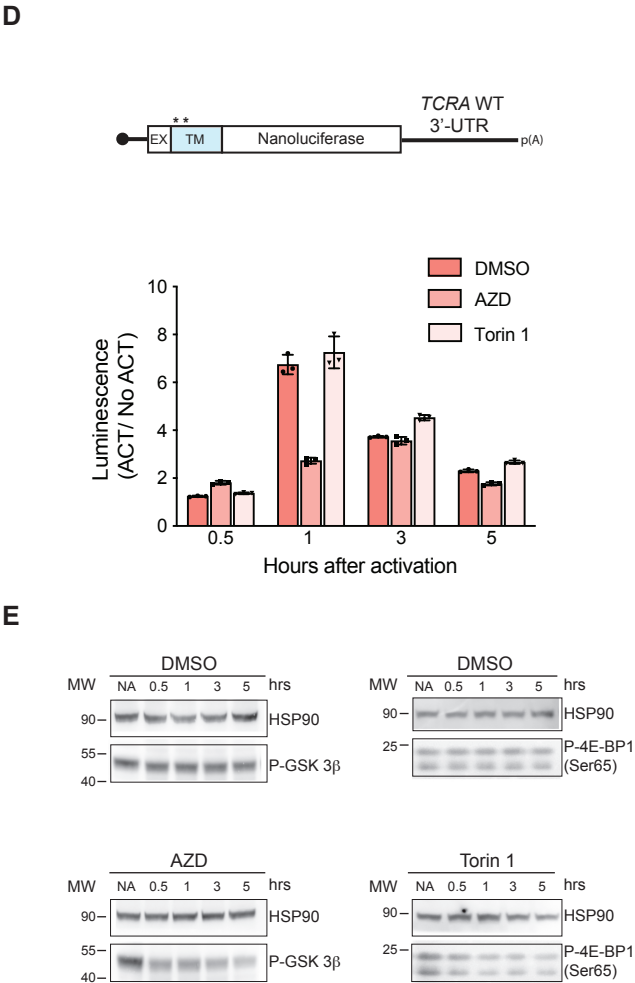 D
TCRA WT
3'-UTR
* *
EX TM Nanoluciferase p(A)
DMSO
AZD
Torin 1
Luminescence
(ACT/ No ACT)
10
8
6
4
2
0
0.5 1 3 5
Hours after activation
E
DMSO
MW NA 0.5 1 3 5 hrs
90 HSP90
55
40
P-GSK 3β
DMSO
MW NA 0.5 1 3 5 hrs
90 HSP90
25 P-4E-BP1
(Ser65)
AZD
MW NA 0.5 1 3 5 hrs
90 HSP90
55
40
P-GSK 3β
Torin 1
MW NA 0.5 1 3 5 hrs
90 HSP90
25 P-4E-BP1
(Ser65)